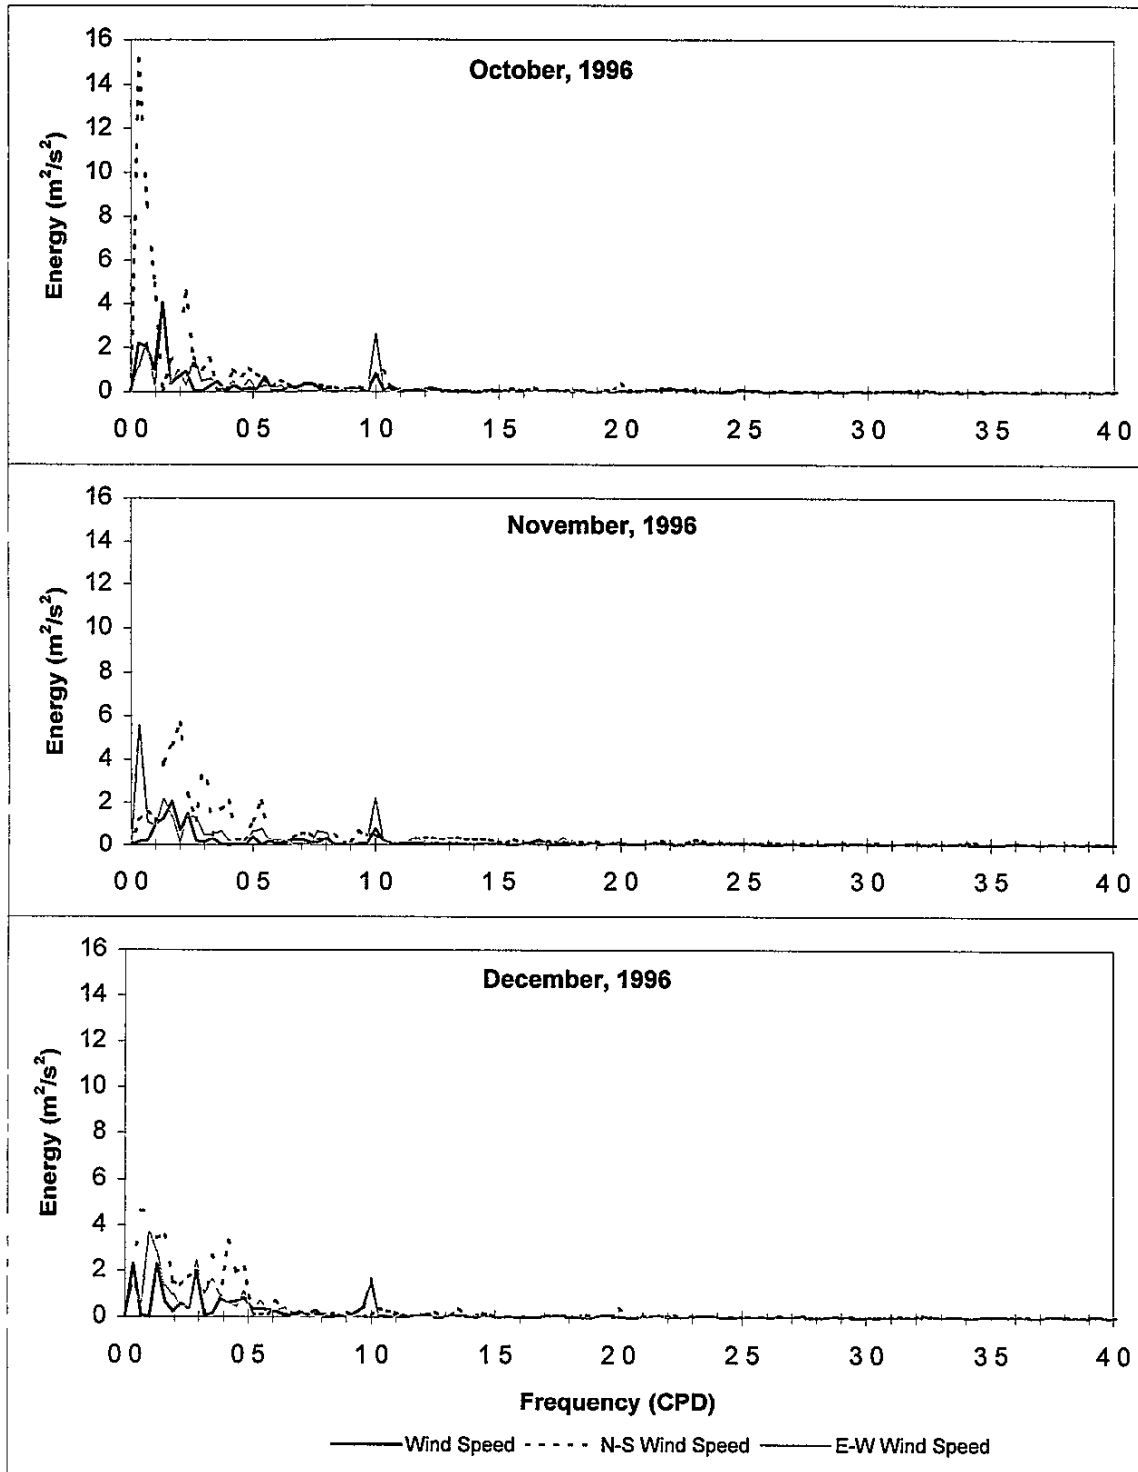 October, 1996
16
14
12
10
8
6
4
2
0
Energy (m²/s²)
0 0 0 5 1 0 1 5 2 0 2 5 3 0 3 5 4 0
November, 1996
16
14
12
10
8
6
4
2
0
Energy (m²/s²)
0 0 0 5 1 0 1 5 2 0 2 5 3 0 3 5 4 0
December, 1996
16
14
12
10
8
6
4
2
0
Energy (m²/s²)
0 0 0 5 1 0 1 5 2 0 2 5 3 0 3 5 4 0
Frequency (CPD)
Wind Speed N-S Wind Speed E-W Wind Speed